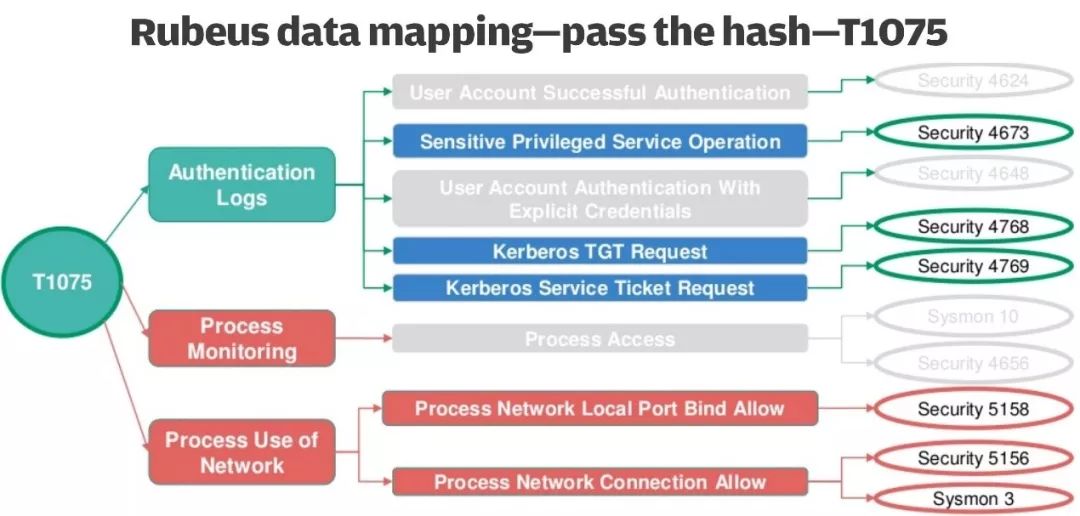 Rubeus data mapping—pass the hash—T1075
T1075
Authentication
Logs
Process
Monitoring
Process Use of
Network
User Account Successful Authentication
Sensitive Privileged Service Operation
User Account Authentication With
Explicit Credentials
Kerberos TGT Request
Kerberos Service Ticket Request
Process Access
Process Network Local Port Bind Allow
Process Network Connection Allow
Security 4624
Security 4673
Security 4648
Security 4768
Security 4769
Sysmon 10
Security 4656
Security 5158
Security 5156
Sysmon 3